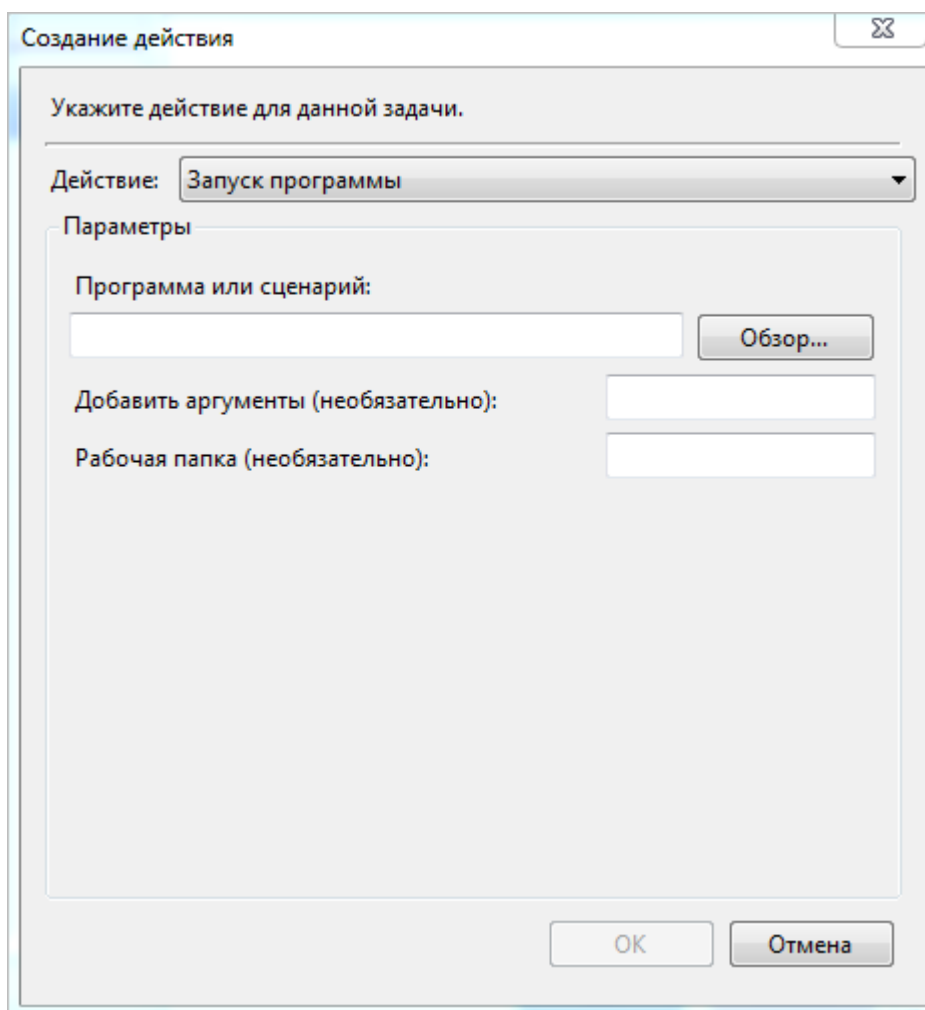 Создание действия
Укажите действие для данной задачи.
Действие: Запуск программы
Параметры
Программа или сценарий:
Обзор...
Добавить аргументы (необязательно):
Рабочая папка (необязательно):
ОК Отмена